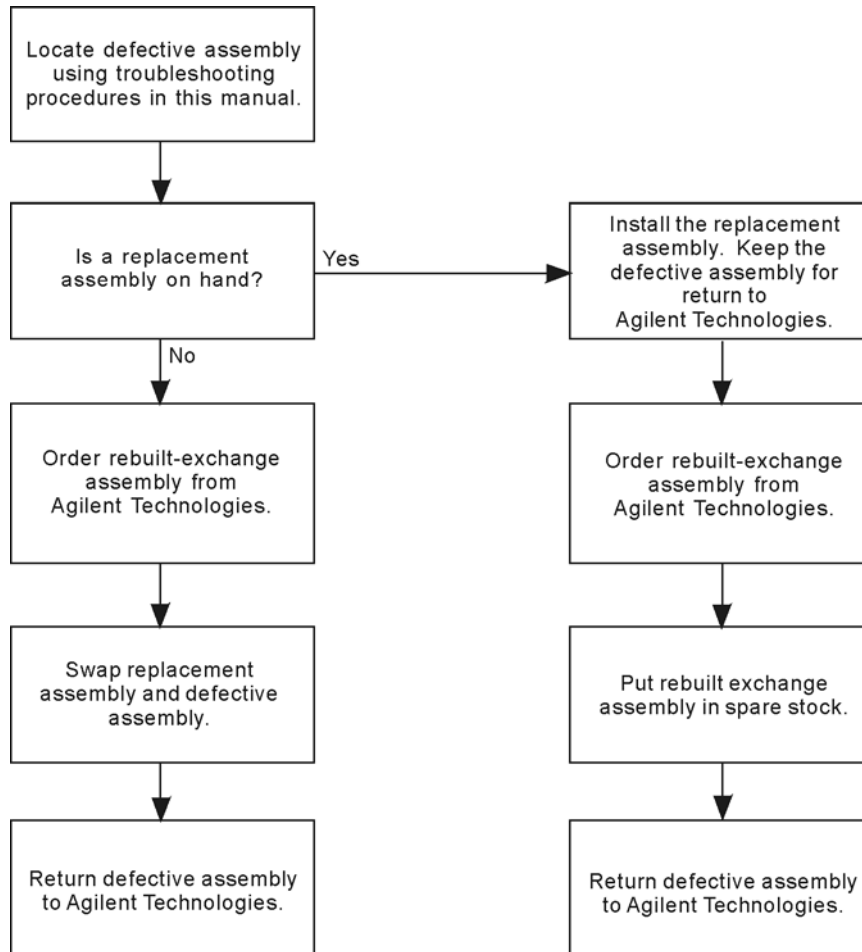 Locate defective assembly
using troubleshooting
procedures in this manual.
Is a replacement
assembly on hand?
Yes
No
Install the replacement
assembly. Keep the
defective assembly for
return to
Agilent Technologies.
Order rebuilt-exchange
assembly from
Agilent Technologies.
Order rebuilt-exchange
assembly from
Agilent Technologies.
Swap replacement
assembly and defective
assembly.
Put rebuilt exchange
assembly in spare stock.
Return defective assembly
to Agilent Technologies.
Return defective assembly
to Agilent Technologies.